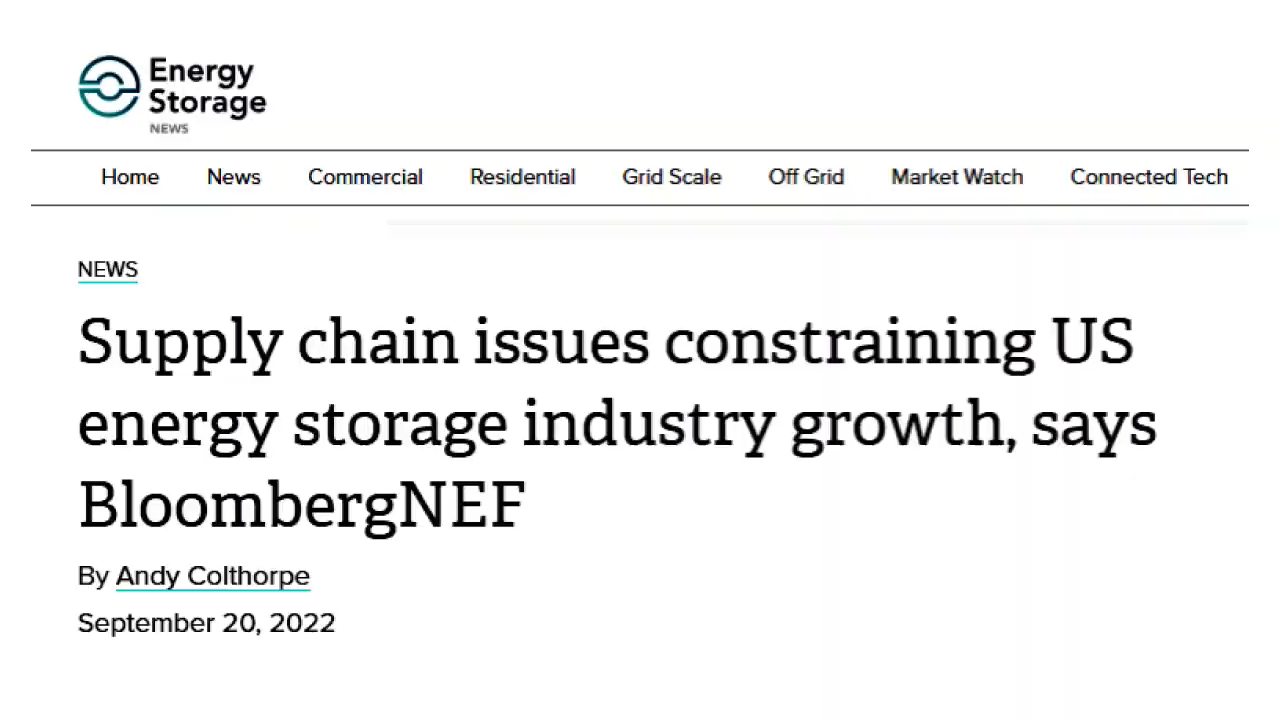 Energy
Storage
NEWS
Home News Commercial Residential Grid Scale Off Grid Market Watch Connected Tech
NEWS
Supply chain issues constraining US
energy storage industry growth, says
BloombergNEF
By Andy Colthorpe
September 20, 2022